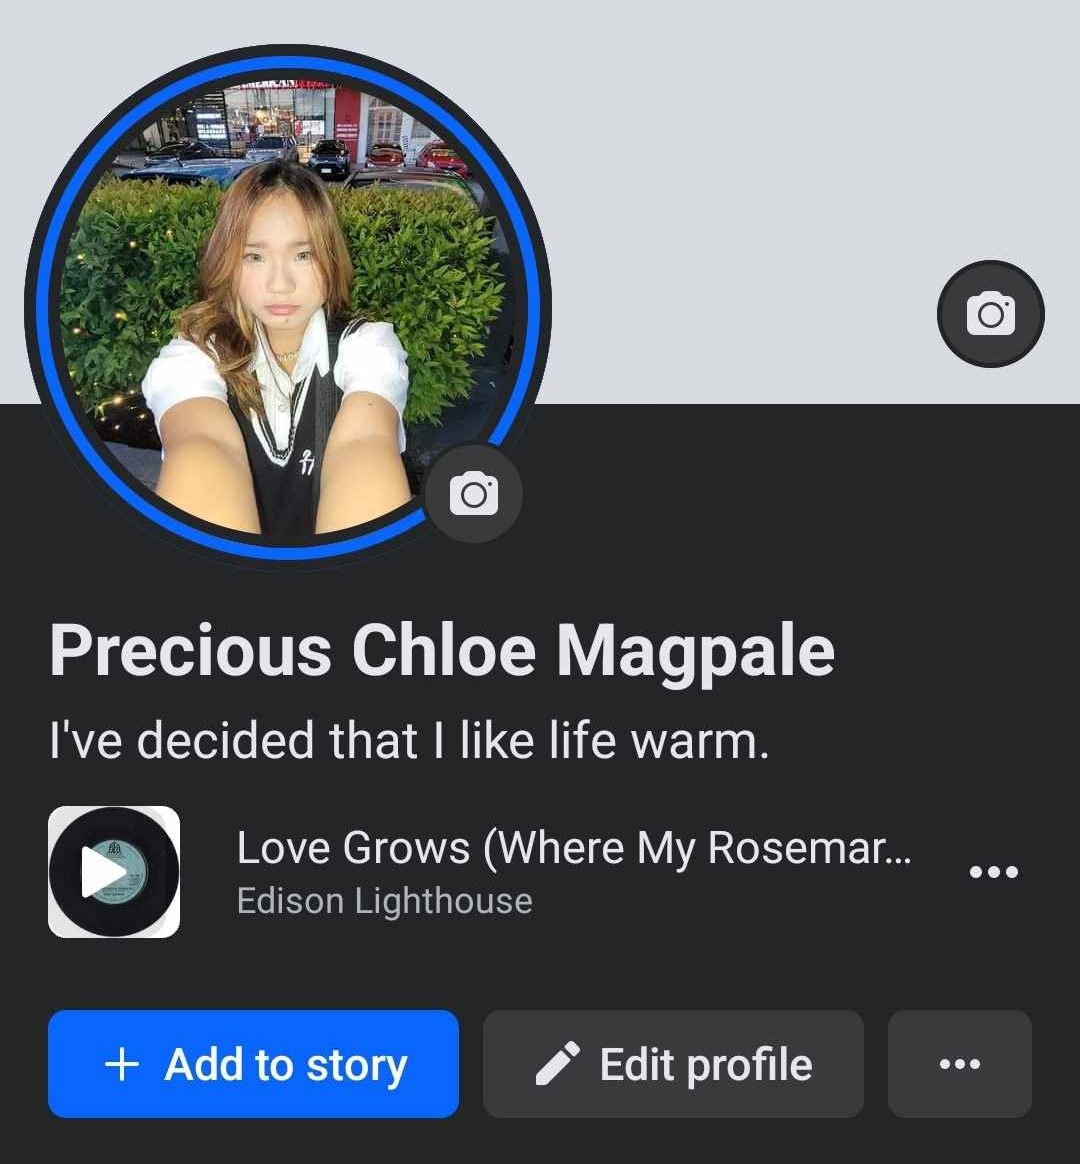 Precious Chloe Magpale
I've decided that I like life warm.
Love Grows (Where My Rosemar...
Edison Lighthouse
Add to story
Edit profile